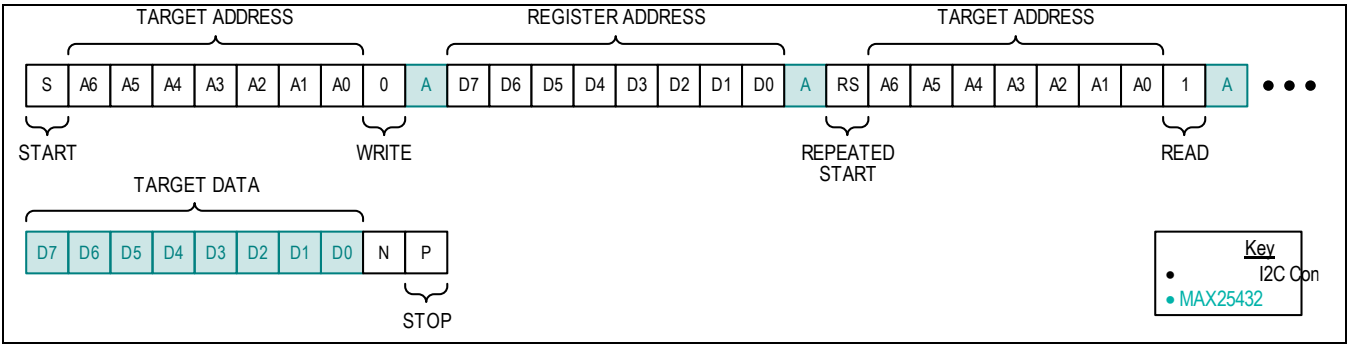 TARGET ADDRESS REGISTER ADDRESS TARGET ADDRESS
S A6 A5 A4 A3 A2 A1 A0 0 A D7 D6 D5 D4 D3 D2 D1 D0 A RS A6 A5 A4 A3 A2 A1 A0 1 A • • •
START WRITE REPEATED START READ
TARGET DATA
D7 D6 D5 D4 D3 D2 D1 D0 N P
STOP
Key
• I2C Con
• MAX25432